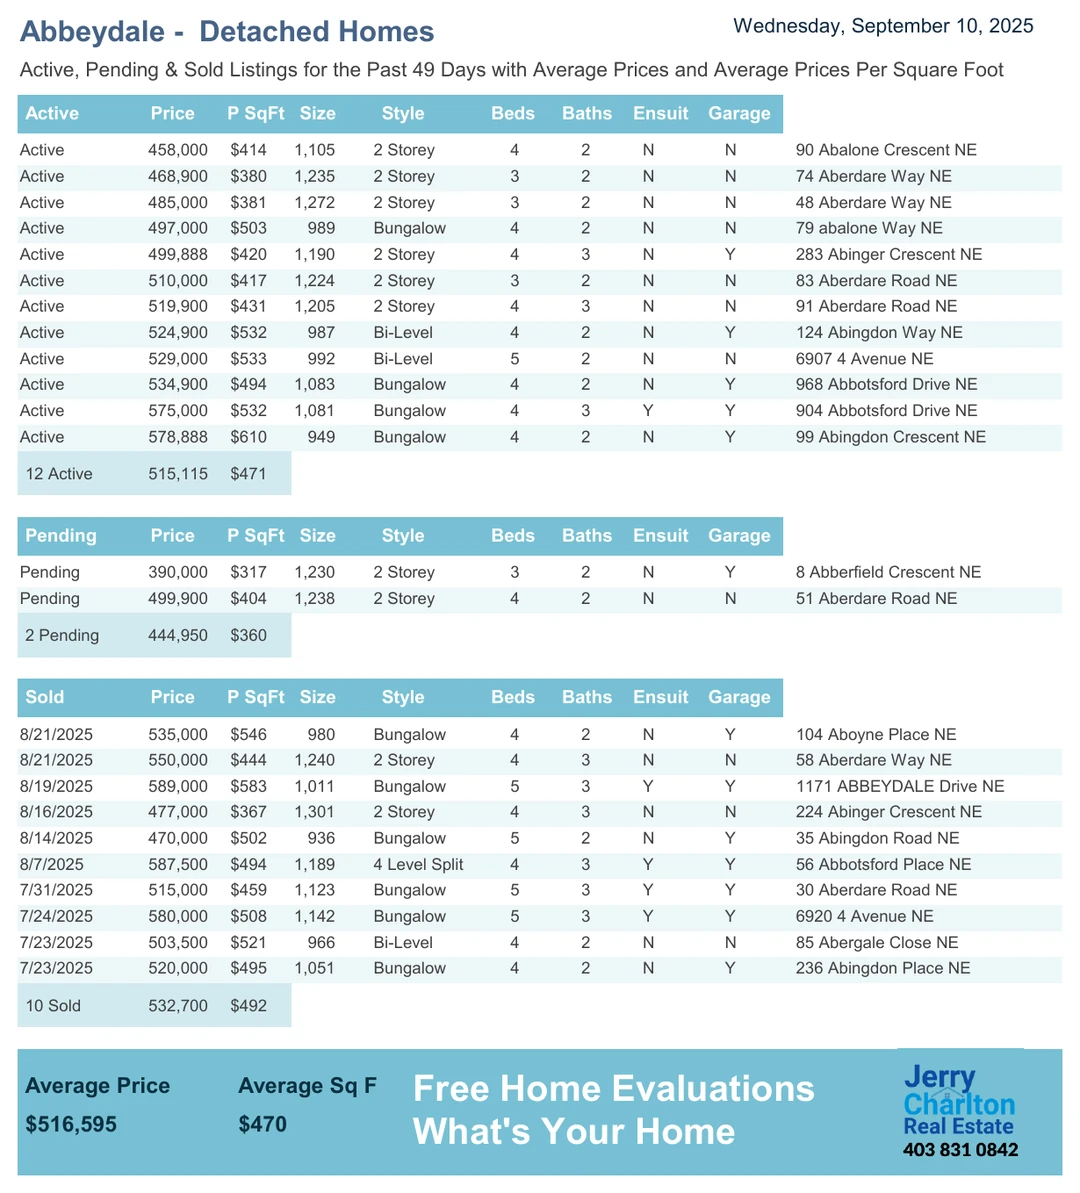 Abbeydale -  Detached Homes
Wednesday, September 10, 2025
Active, Pending & Sold Listings for the Past 49 Days with Average Prices and Average Prices Per Square Foot
Active Price P SqFt Size Style Beds Baths Ensuit Garage
Active 458,000 $414 1,105 2 Storey 4 2 N N 90 Abalone Crescent NE
Active 468,900 $380 1,235 2 Storey 3 2 N N 74 Aberdare Way NE
Active 485,000 $381 1,272 2 Storey 3 2 N N 48 Aberdare Way NE
Active 497,000 $503 989 Bungalow 4 2 N N 79 abalone Way NE
Active 499,888 $420 1,190 2 Storey 4 3 N Y 283 Abinger Crescent NE
Active 510,000 $417 1,224 2 Storey 3 2 N N 83 Aberdare Road NE
Active 519,900 $431 1,205 2 Storey 4 3 N N 91 Aberdare Road NE
Active 524,900 $532 987 Bi-Level 4 2 N Y 124 Abingdon Way NE
Active 529,000 $533 992 Bi-Level 5 2 N N 6907 4 Avenue NE
Active 534,900 $494 1,083 Bungalow 4 2 N Y 968 Abbotsford Drive NE
Active 575,000 $532 1,081 Bungalow 4 3 Y Y 904 Abbotsford Drive NE
Active 578,888 $610 949 Bungalow 4 2 N Y 99 Abingdon Crescent NE
12 Active 515,115 $471
Pending Price P SqFt Size Style Beds Baths Ensuit Garage
Pending 390,000 $317 1,230 2 Storey 3 2 N Y 8 Abberfield Crescent NE
Pending 499,900 $404 1,238 2 Storey 4 2 N N 51 Aberdare Road NE
2 Pending 444,950 $360
Sold Price P SqFt Size Style Beds Baths Ensuit Garage
8/21/2025 535,000 $546 980 Bungalow 4 2 N Y 104 Aboyne Place NE
8/21/2025 550,000 $444 1,240 2 Storey 4 3 N N 58 Aberdare Way NE
8/19/2025 589,000 $583 1,011 Bungalow 5 3 Y Y 1171 ABBEYDALE Drive NE
8/16/2025 477,000 $367 1,301 2 Storey 4 3 N N 224 Abinger Crescent NE
8/14/2025 470,000 $502 936 Bungalow 5 2 N Y 35 Abingdon Road NE
8/7/2025 587,500 $494 1,189 4 Level Split 4 3 Y Y 56 Abbotsford Place NE
7/31/2025 515,000 $459 1,123 Bungalow 5 3 Y Y 30 Aberdare Road NE
7/24/2025 580,000 $508 1,142 Bungalow 5 3 Y Y 6920 4 Avenue NE
7/23/2025 503,500 $521 966 Bi-Level 4 2 N N 85 Abergale Close NE
7/23/2025 520,000 $495 1,051 Bungalow 4 2 N Y 236 Abingdon Place NE
10 Sold 532,700 $492
Average Price Average Sq F
$516,595 $470
Free Home Evaluations
What's Your Home
Jerry
Charlton
Real Estate
403 831 0842